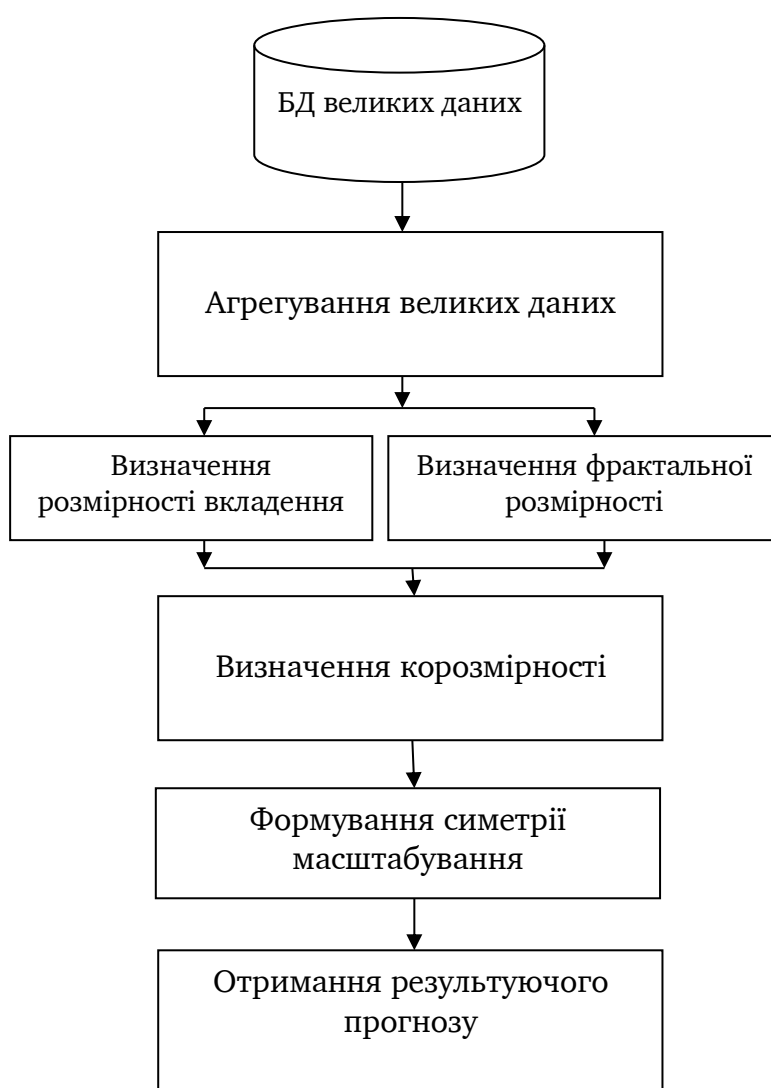 БД великих даних
Агрегування великих даних
Визначення
розмірності вкладення
Визначення фрактальної
розмірності
Визначення корозмірності
Формування симетрії
масштабування
Отримання результуючого
прогнозу